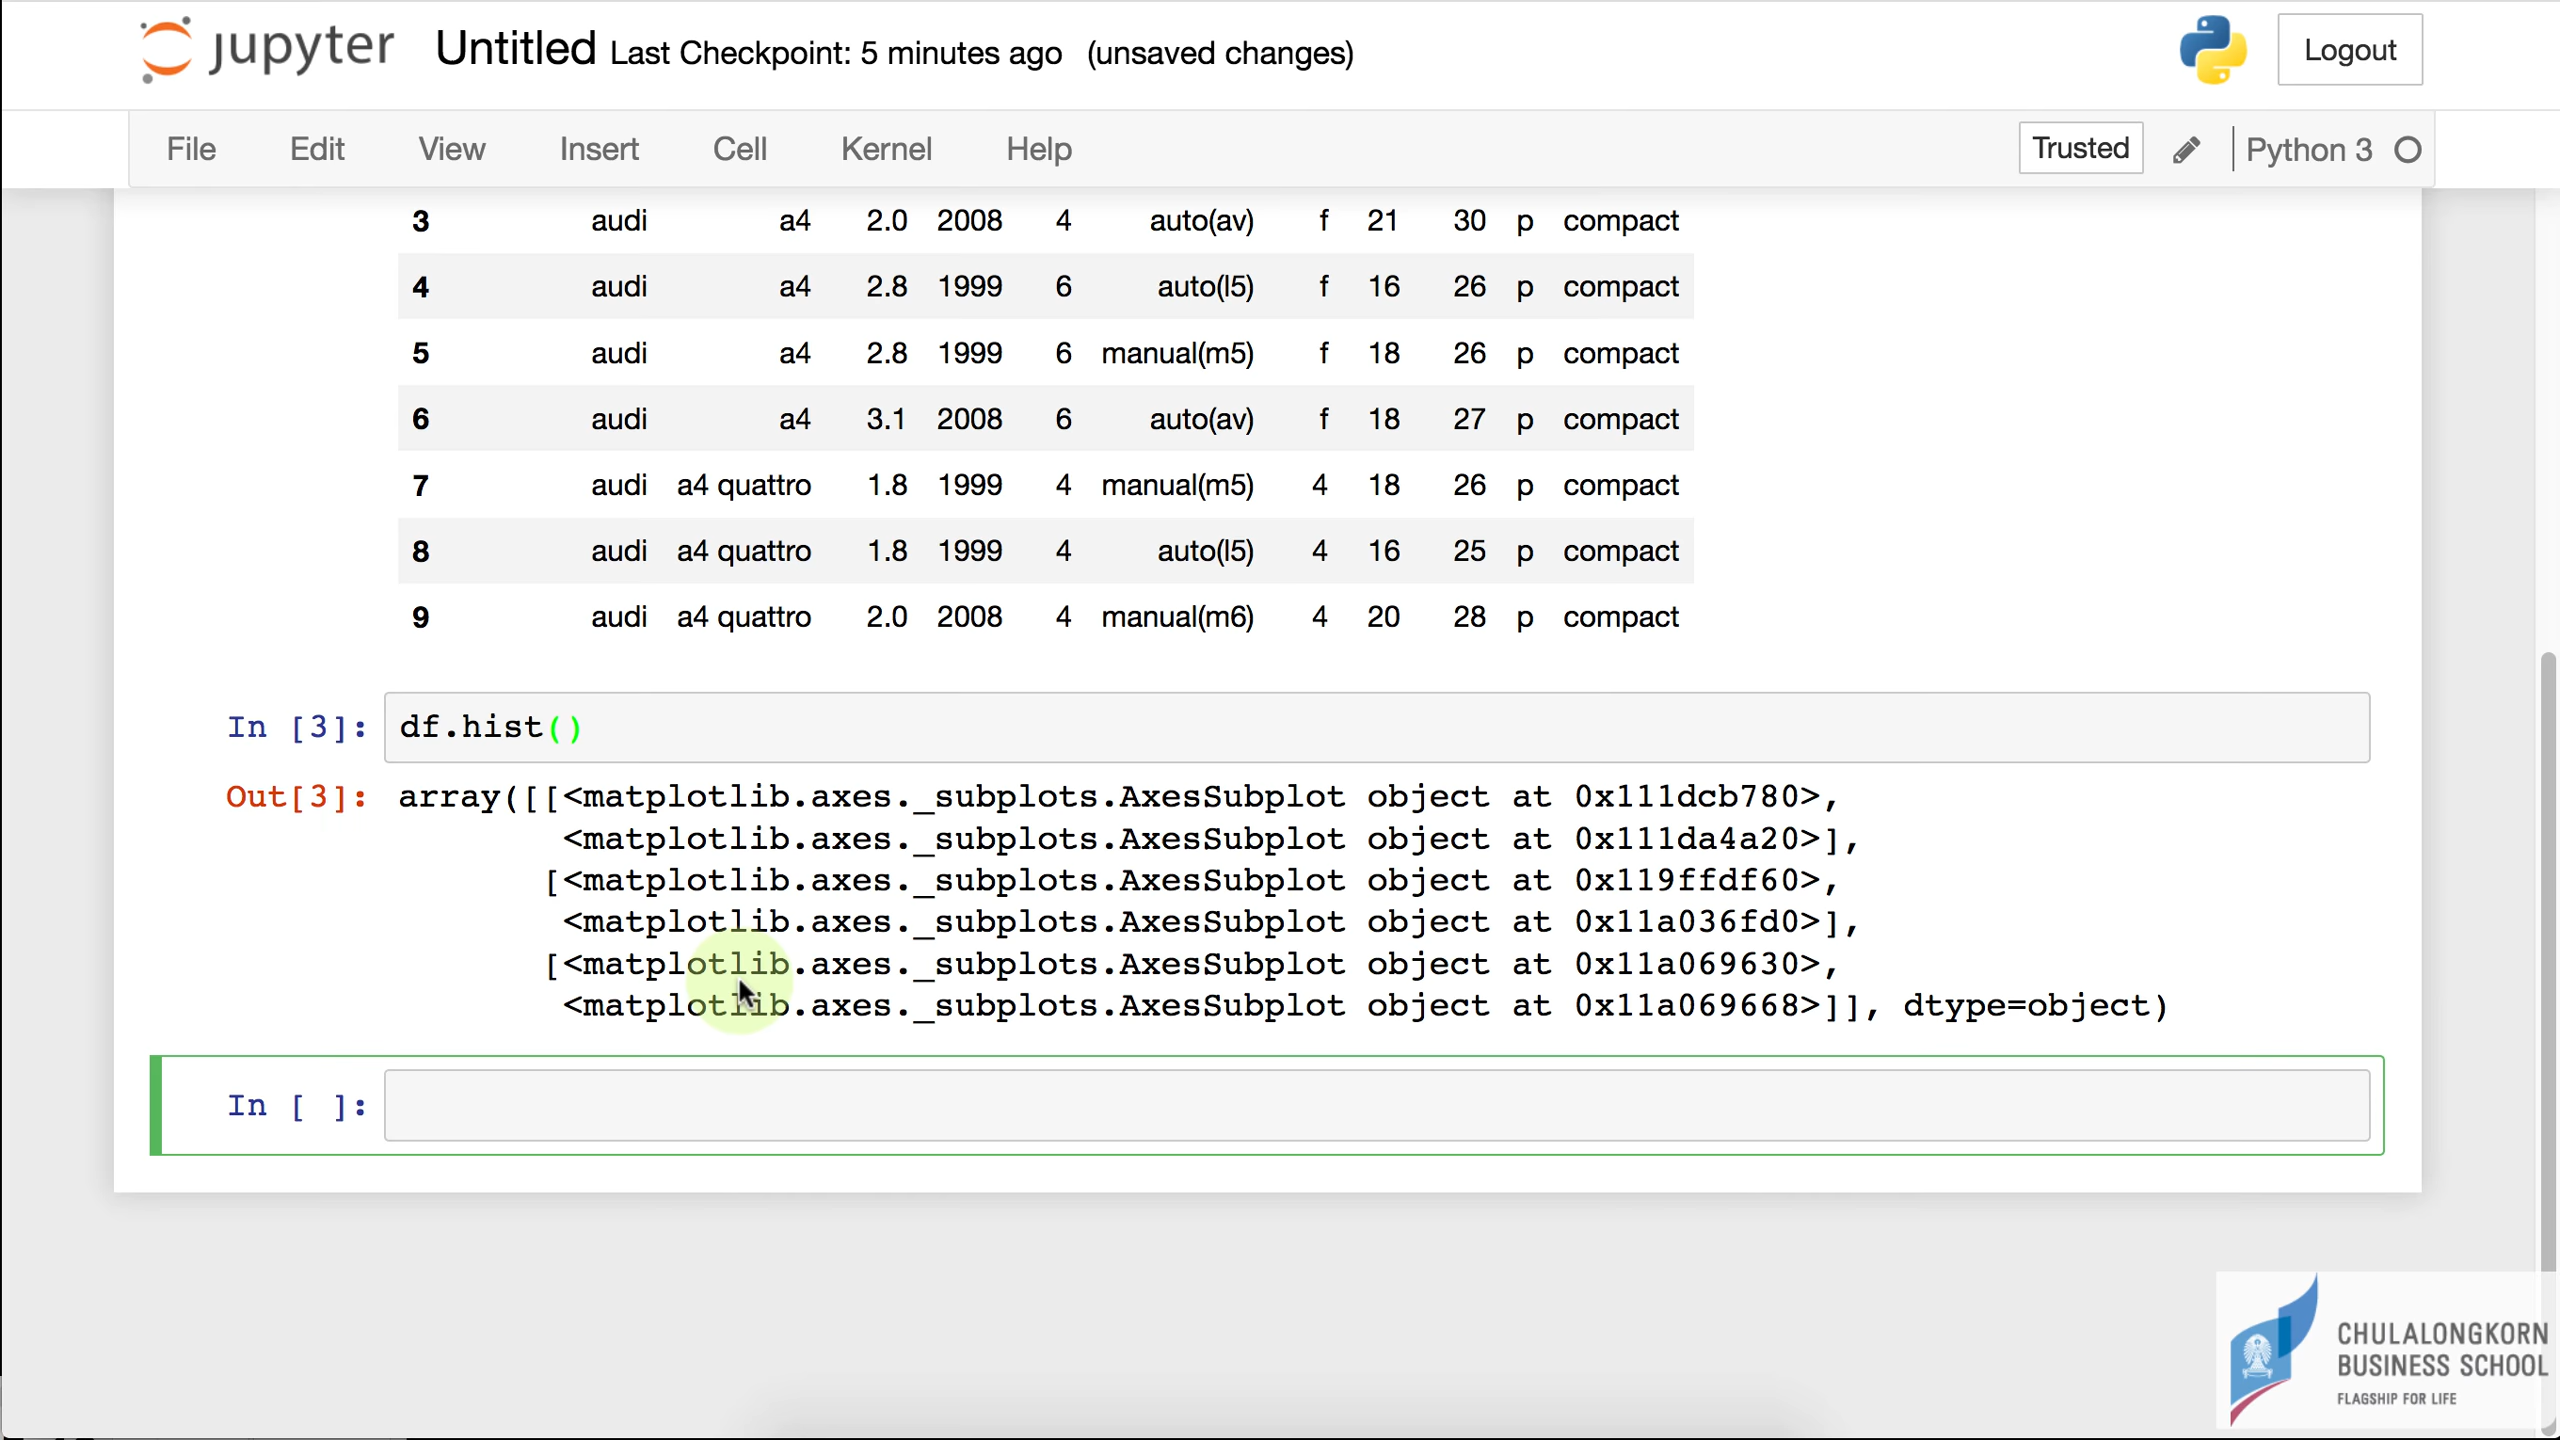 jupyter Untitled Last Checkpoint: 5 minutes ago (unsaved changes) Logout
File Edit View Insert Cell Kernel Help Trusted Python 3
3 audi a4 2.0 2008 4 auto(av) f 21 30 p compact
4 audi a4 2.8 1999 6 auto(l5) f 16 26 p compact
5 audi a4 2.8 1999 6 manual(m5) f 18 26 p compact
6 audi a4 3.1 2008 6 auto(av) f 18 27 p compact
7 audi a4 quattro 1.8 1999 4 manual(m5) 4 18 26 p compact
8 audi a4 quattro 1.8 1999 4 auto(l5) 4 16 25 p compact
9 audi a4 quattro 2.0 2008 4 manual(m6) 4 20 28 p compact
In [3]: df.hist()
Out[3]: array([[<matplotlib.axes._subplots.AxesSubplot object at 0x111dcb780>,
<matplotlib.axes._subplots.AxesSubplot object at 0x111da4a20>],
[<matplotlib.axes._subplots.AxesSubplot object at 0x119ffdf60>,
<matplotlib.axes._subplots.AxesSubplot object at 0x11a036fd0>],
[<matplotlib.axes._subplots.AxesSubplot object at 0x11a069630>,
<matplotlib.axes._subplots.AxesSubplot object at 0x11a069668>]], dtype=object)
In [ ]:
CHULALONGKORN
BUSINESS SCHOOL
FLAGSHIP FOR LIFE